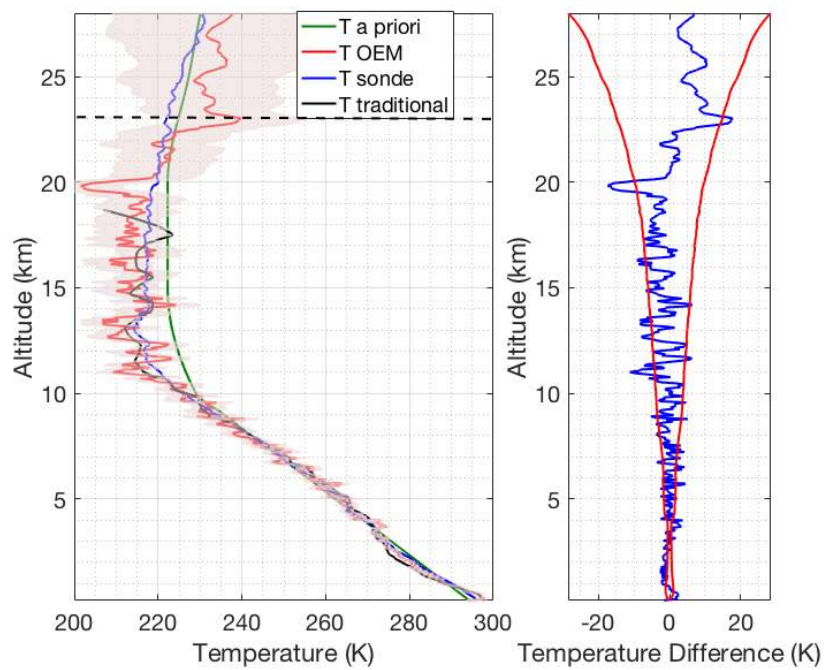 T a priori
T OEM
T sonde
T traditional
25
20
15
10
5
Altitude (km)
200 220 240 260 280 300
Temperature (K)
25
20
15
10
5
Altitude (km)
-20 0 20
Temperature Difference (K)